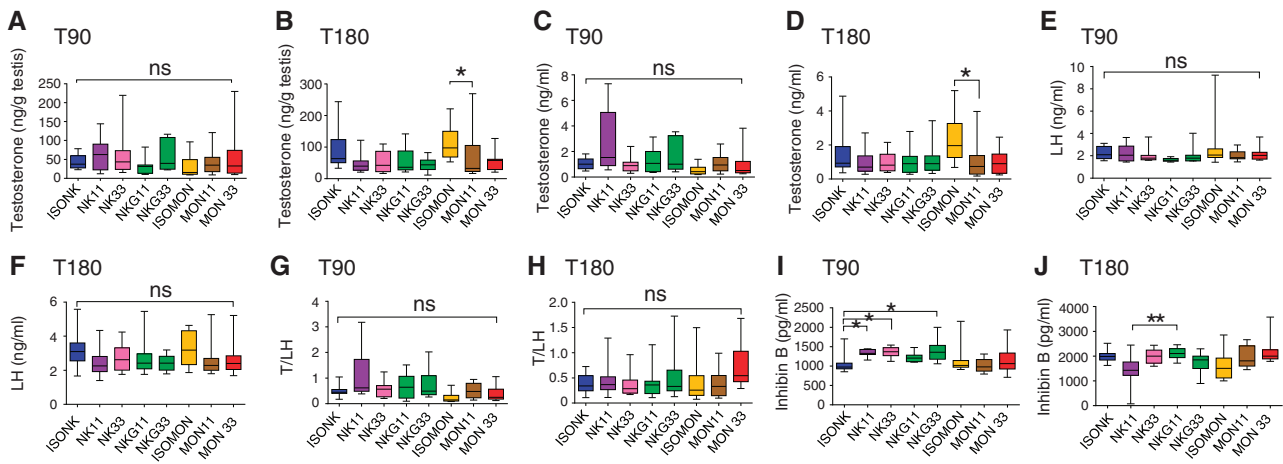 A T90
Testosterone (ng/g testis)
250
200
150
100
50
0
ns
ISONK
NK11
NK33
NKG11
NKG33
ISOMON
MON11
MON 33
B T180
Testosterone (ng/g testis)
300
200
100
0
*
ISONK
NK11
NK33
NKG11
NKG33
ISOMON
MON11
MON 33
C T90
Testosterone (ng/ml)
8
6
4
2
0
ns
ISONK
NK11
NK33
NKG11
NKG33
ISOMON
MON11
MON 33
D T180
Testosterone (ng/ml)
6
4
2
0
*
ISONK
NK11
NK33
NKG11
NKG33
ISOMON
MON11
MON 33
E T90
LH (ng/ml)
10
8
6
4
2
0
ns
ISONK
NK11
NK33
NKG11
NKG33
ISOMON
MON11
MON 33
F T180
LH (ng/ml)
6
4
2
0
ns
ISONK
NK11
NK33
NKG11
NKG33
ISOMON
MON11
MON 33
G T90
T/LH
4
3
2
1
0
ns
ISONK
NK11
NK33
NKG11
NKG33
ISOMON
MON11
MON 33
H T180
T/LH
2.0
1.5
1.0
0.5
0.0
ns
ISONK
NK11
NK33
NKG11
NKG33
ISOMON
MON11
MON 33
I T90
Inhibin B (pg/ml)
2500
2000
1500
1000
500
0
*
*
*
ISONK
NK11
NK33
NKG11
NKG33
ISOMON
MON11
MON 33
J T180
Inhibin B (pg/ml)
4000
3000
2000
1000
0
**
ISONK
NK11
NK33
NKG11
NKG33
ISOMON
MON11
MON 33